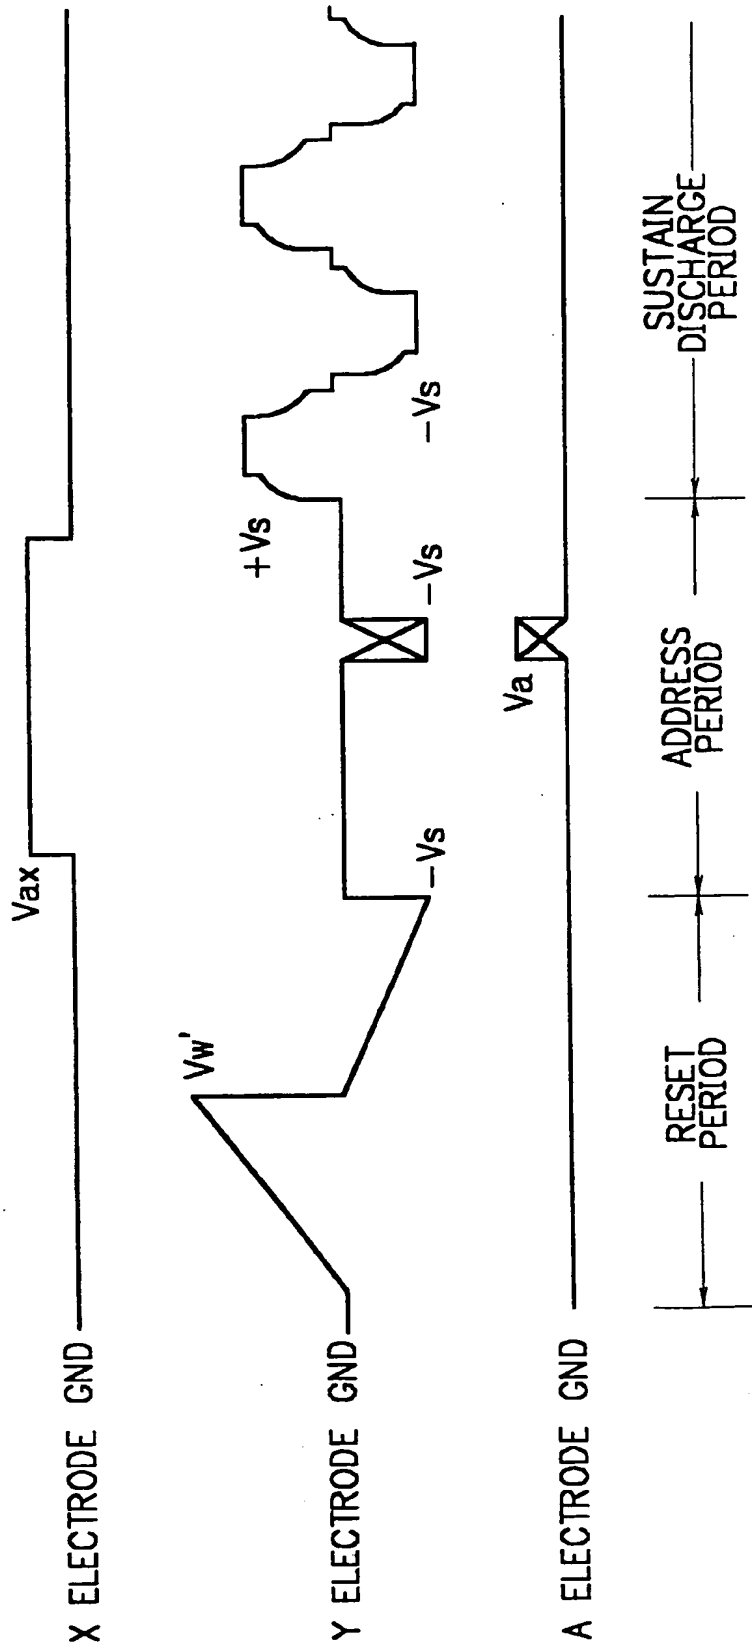 X ELECTRODE GND
Vax
Y ELECTRODE GND
Vw'
−Vs
−Vs
+Vs
−Vs
A ELECTRODE GND
Va
RESET
PERIOD
ADDRESS
PERIOD
SUSTAIN
DISCHARGE
PERIOD